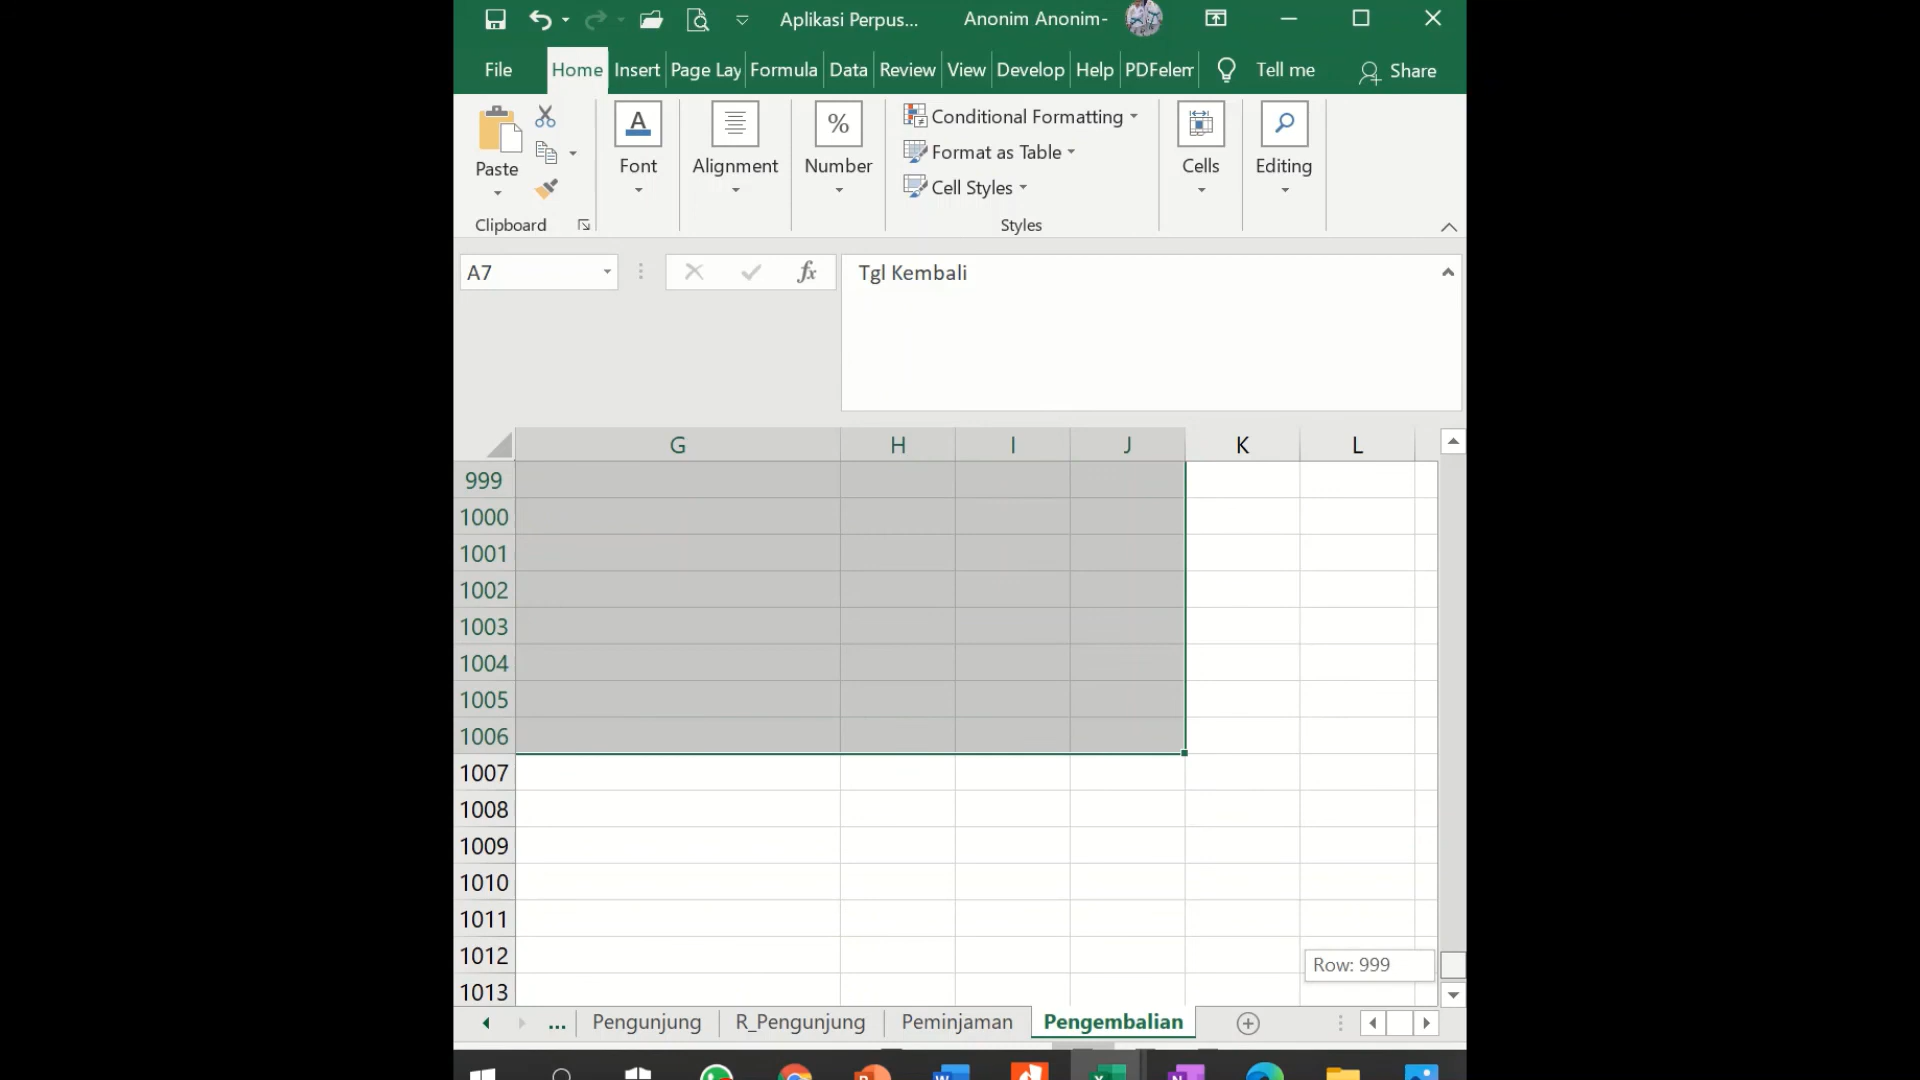 Aplikasi Perpus... Anonim Anonim-
File Home Insert Page Lay Formula Data Review View Develop Help PDFelem Tell me Share
Paste
Clipboard
Font
Alignment
%
Number
Conditional Formatting
Format as Table
Cell Styles
Styles
Cells
Editing
A7 fx Tgl Kembali
G H I J K L
999
1000
1001
1002
1003
1004
1005
1006
1007
1008
1009
1010
1011
1012
1013
Row: 999
... Pengunjung R_Pengunjung Peminjaman Pengembalian